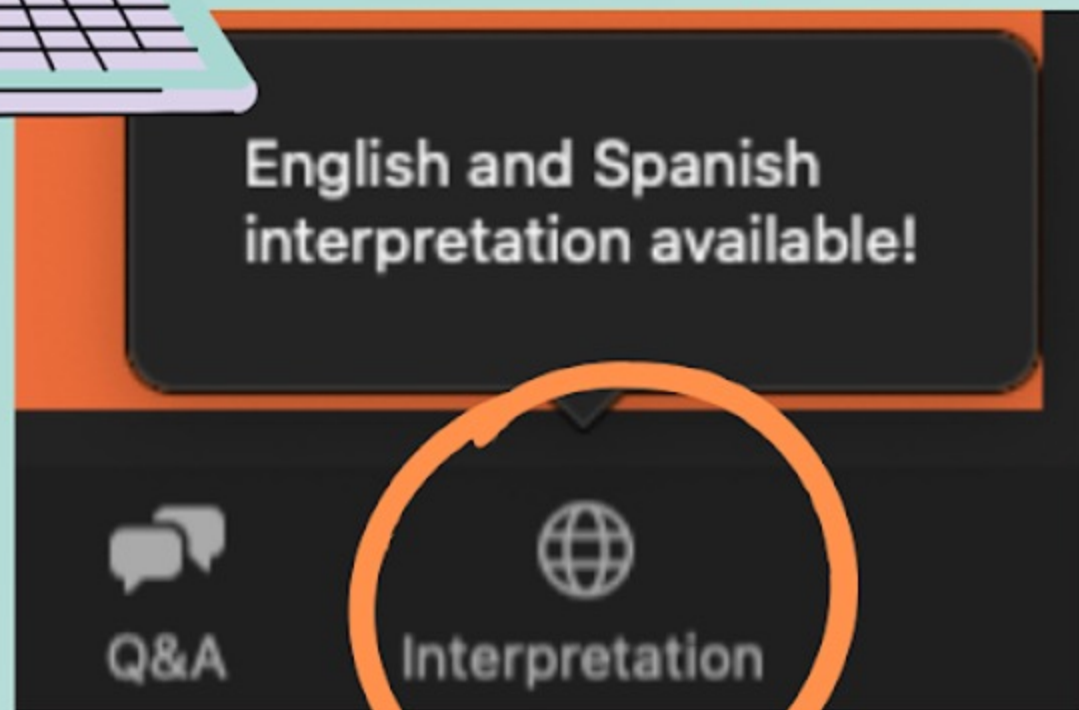 English and Spanish
interpretation available!
Q&A
Interpretation